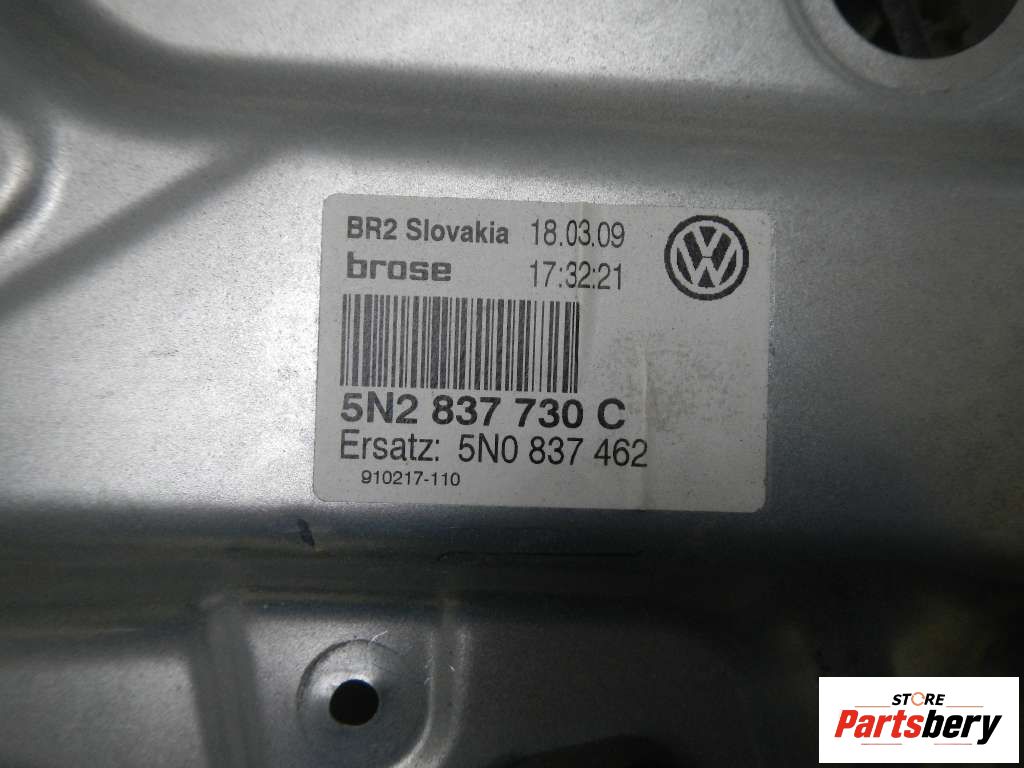 BR2 Slovakia 18.03.09
brose 17:32:21
5N2 837 730 C
Ersatz: 5N0 837 462
910217-110
STORE
Partsbery